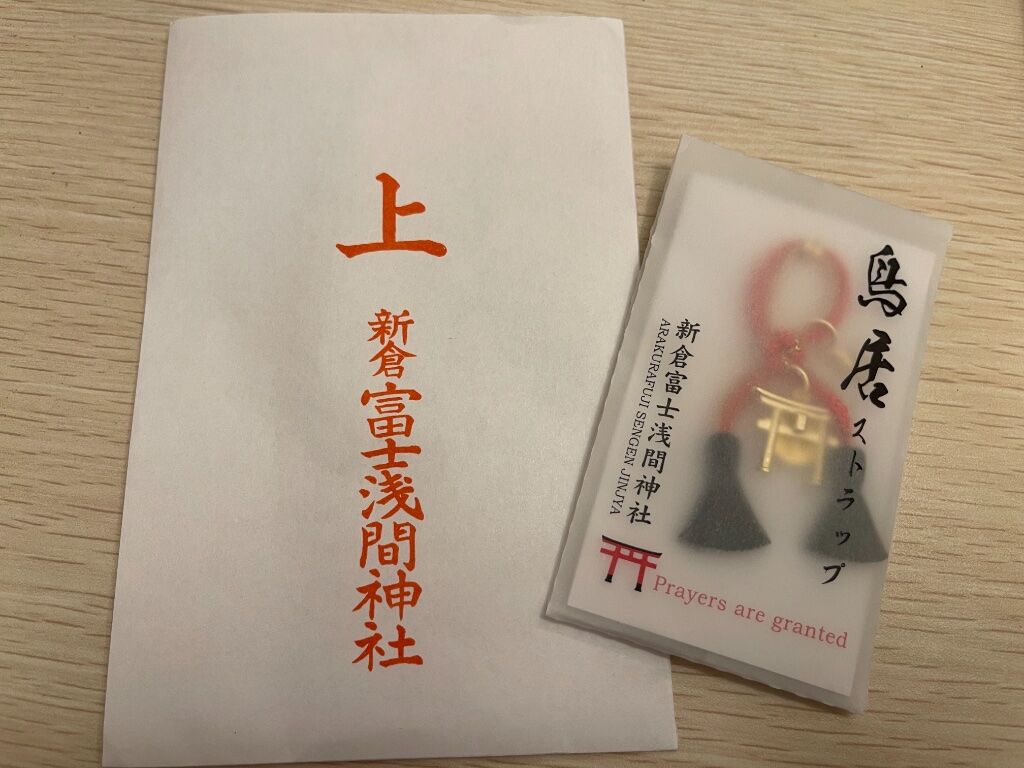 上
新倉富士浅間神社
鳥居ストラップ
新倉富士浅間神社
ARAKURAFUJI SENGEN JINJYA
Prayers are granted